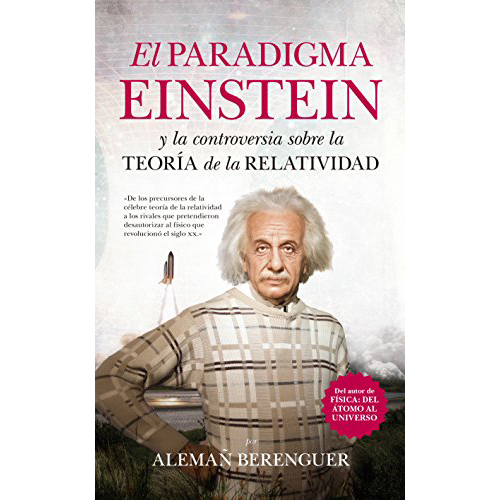 El PARADIGMA
EINSTEIN
y la controversia sobre la
TEORÍA de la RELATIVIDAD
«De los precursores de la
célebre teoría de la relatividad
a los rivales que pretendieron
desautorizar al físico que
revolucionó el siglo XX.»
Del autor de
FÍSICA: DEL
ÁTOMO AL
UNIVERSO
por
ALEMAÑ BERENGUER